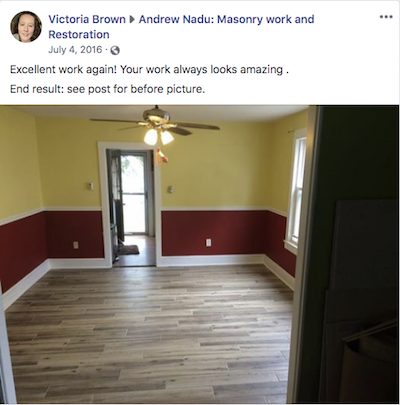 Victoria Brown ▶ Andrew Nadu: Masonry work and
Restoration
July 4, 2016 ·
Excellent work again! Your work always looks amazing .
End result: see post for before picture.